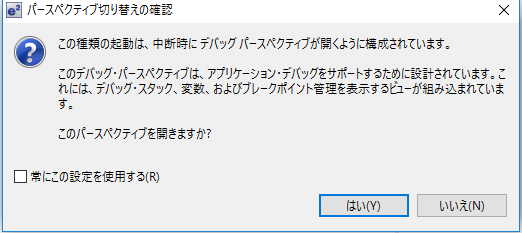 e²
パースペクティブ切り替えの確認
この種類の起動は、中断時に デバッグ パースペクティブが開くように構成されています。
このデバッグ・パースペクティブは、アプリケーション・デバッグをサポートするために設計されています。こ
れには、デバッグ・スタック、変数、およびブレークポイント管理を表示するビューが組み込まれていま
す。
このパースペクティブを開きますか?
常にこの設定を使用する(R)
はい(Y)
いいえ(N)